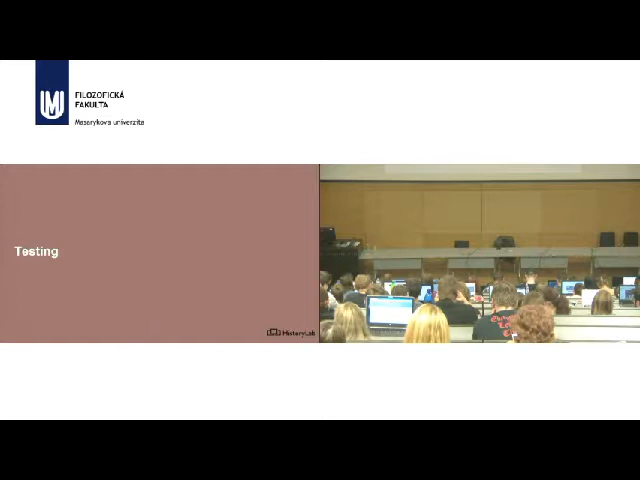 FILOZOFICKÁ
FAKULTA
Masarykova univerzita
Testing
HistoryLab